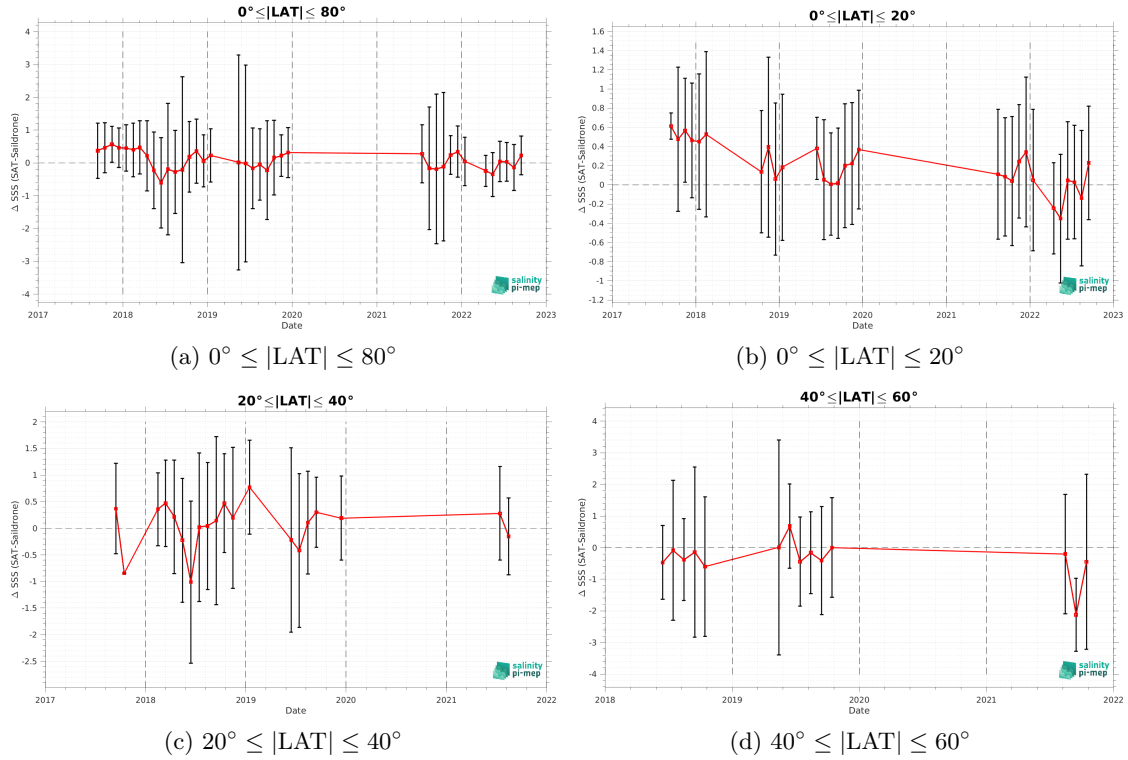 0°≤|LAT|≤ 80°
4
3
2
1
0
-1
-2
-3
-4
Δ SSS (SAT-Saildrone)
2017 2018 2019 2020 2021 2022 2023
Date
salinity
pi-mep
(a) 0° ≤ |LAT| ≤ 80°
0°≤|LAT|≤ 20°
1.6
1.4
1.2
1
0.8
0.6
0.4
0.2
0
-0.2
-0.4
-0.6
-0.8
-1
-1.2
Δ SSS (SAT-Saildrone)
2017 2018 2019 2020 2021 2022 2023
Date
salinity
pi-mep
(b) 0° ≤ |LAT| ≤ 20°
20°≤|LAT|≤ 40°
2
1.5
1
0.5
0
-0.5
-1
-1.5
-2
-2.5
Δ SSS (SAT-Saildrone)
2017 2018 2019 2020 2021 2022
Date
salinity
pi-mep
(c) 20° ≤ |LAT| ≤ 40°
40°≤|LAT|≤ 60°
4
3
2
1
0
-1
-2
-3
-4
Δ SSS (SAT-Saildrone)
2018 2019 2020 2021 2022
Date
salinity
pi-mep
(d) 40° ≤ |LAT| ≤ 60°